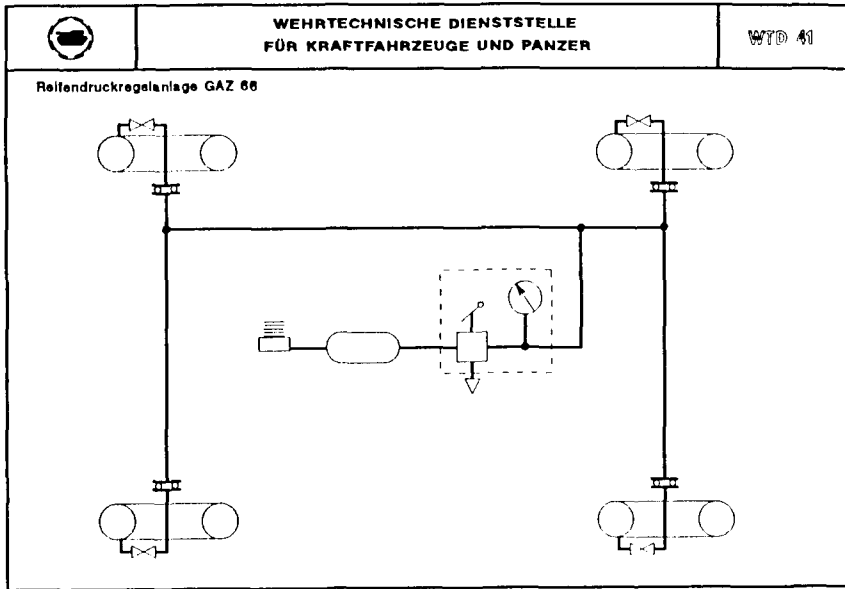 WEHRTECHNISCHE DIENSTSTELLE
FÜR KRAFTFAHRZEUGE UND PANZER
WTD 41
Reifendruckregelanlage GAZ 66